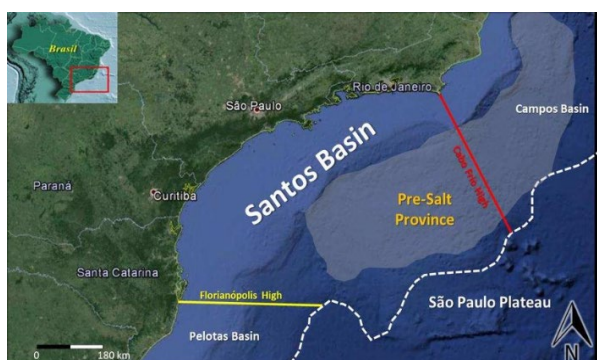 Brasil
Rio de Janeiro
São Paulo
Campos Basin
Santos Basin
Cabo Frio High
Paraná
Curitiba
Pre-Salt
Province
Santa Catarina
Florianópolis High
São Paulo Plateau
Pelotas Basin
0
180 km
N